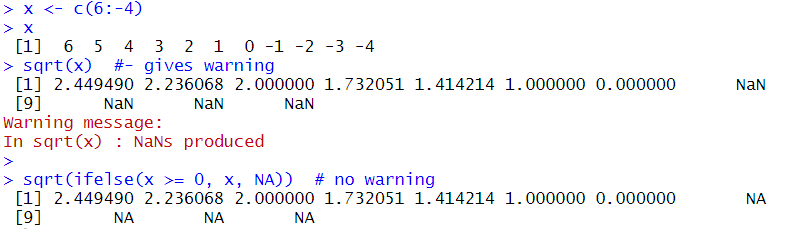 > x <- c(6:-4)
> x
 [1]  6  5  4  3  2  1  0 -1 -2 -3 -4
> sqrt(x)  #- gives warning
 [1] 2.449490 2.236068 2.000000 1.732051 1.414214 1.000000 0.000000      NaN
 [9]      NaN      NaN      NaN
Warning message:
In sqrt(x) : NaNs produced
>
> sqrt(ifelse(x >= 0, x, NA))  # no warning
 [1] 2.449490 2.236068 2.000000 1.732051 1.414214 1.000000 0.000000       NA
 [9]       NA       NA       NA